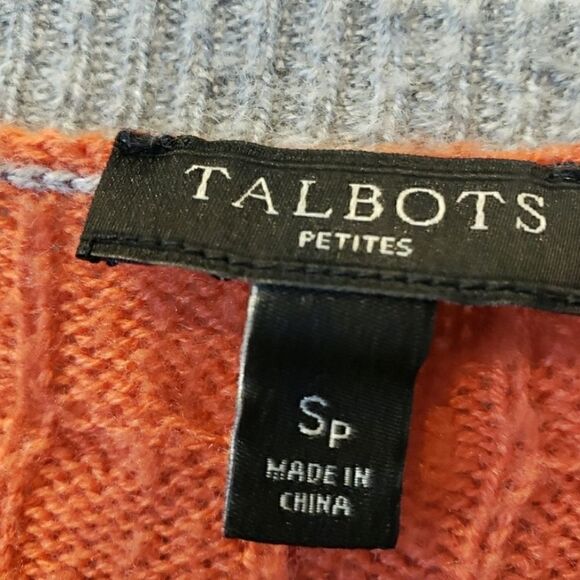 TALBOTS
PETITES
SP
MADE IN
CHINA